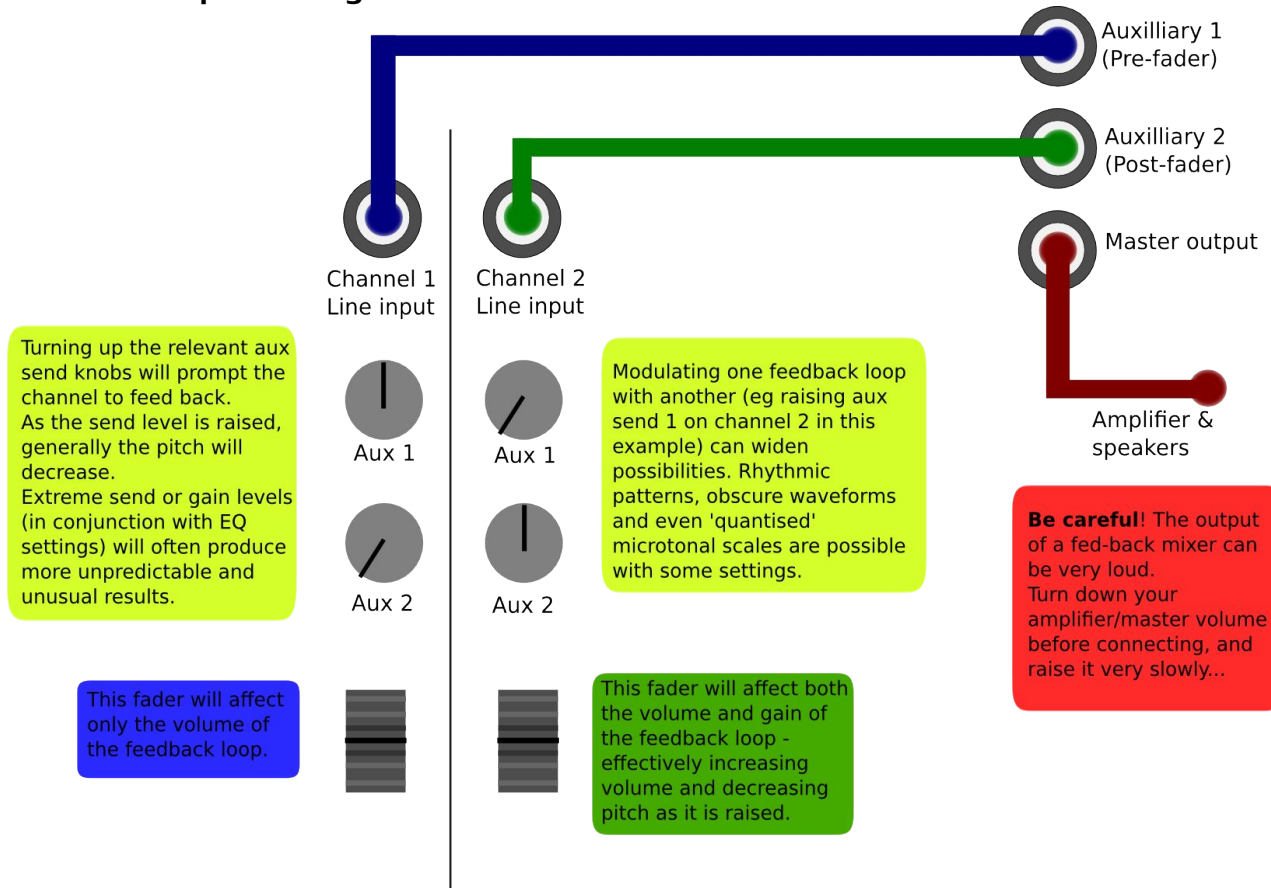 Auxilliary 1
(Pre-fader)
Auxilliary 2
(Post-fader)
Master output
Channel 1
Line input
Channel 2
Line input
Turning up the relevant aux
send knobs will prompt the
channel to feed back.
As the send level is raised,
generally the pitch will
decrease.
Extreme send or gain levels
(in conjunction with EQ
settings) will often produce
more unpredictable and
unusual results.
Aux 1
Aux 1
Aux 2
Aux 2
Modulating one feedback loop
with another (eg raising aux
send 1 on channel 2 in this
example) can widen
possibilities. Rhythmic
patterns, obscure waveforms
and even 'quantised'
microtonal scales are possible
with some settings.
Amplifier &
speakers
Be careful! The output
of a fed-back mixer can
be very loud.
Turn down your
amplifier/master volume
before connecting, and
raise it very slowly...
This fader will affect
only the volume of
the feedback loop.
This fader will affect both
the volume and gain of
the feedback loop -
effectively increasing
volume and decreasing
pitch as it is raised.